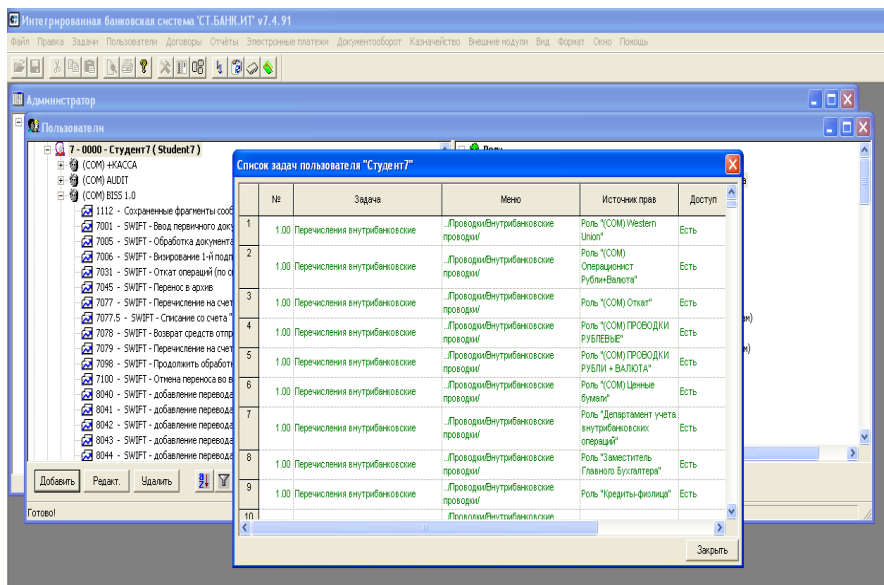 Интегрированная банковская система 'СТ.БАНК.ИТ' v7.4.91
Файл Правка Задачи Пользователи Договоры Отчёты Электронные платежи Документооборот Казначейство Внешние модули Вид Формат Окно Помощь
Администратор
Пользователи
7 - 0000 - Студент7 ( Student7 )
(COM) +КАССА
(COM) AUDIT
(COM) BISS 1.0
1112 - Сохраненные фрагменты сооб
7001 - SWIFT - Ввод первичного доку
7005 - SWIFT - Обработка документа
7006 - SWIFT - Визирование 1-й подп
7031 - SWIFT - Откат операций (по с
7045 - SWIFT - Перенос в архив
7077 - SWIFT - Перечисление на счет
7077.5 - SWIFT - Списание со счета "
7078 - SWIFT - Возврат средств отпр
7079 - SWIFT - Перечисление на счет
7098 - SWIFT - Продолжить обработ
7100 - SWIFT - Отмена переноса во в
8040 - SWIFT - добавление перевода
8041 - SWIFT - добавление перевода
8042 - SWIFT - добавление перевода
8043 - SWIFT - добавление перевода
8044 - SWIFT - добавление перевода
Добавить Редакт. Удалить
Готово!
Список задач пользователя "Студент7"
№ Задача Меню Источник прав Доступ
1 1.00 Перечисления внутрибанковские ../Проводки/Внутрибанковские проводки/ Роль "(COM) Western Union" Есть
2 1.00 Перечисления внутрибанковские ../Проводки/Внутрибанковские проводки/ Роль "(COM) Операционист Рубли+Валюта" Есть
3 1.00 Перечисления внутрибанковские ../Проводки/Внутрибанковские проводки/ Роль "(COM) Откат" Есть
4 1.00 Перечисления внутрибанковские ../Проводки/Внутрибанковские проводки/ Роль "(COM) ПРОВОДКИ РУБЛЕВЫЕ" Есть
5 1.00 Перечисления внутрибанковские ../Проводки/Внутрибанковские проводки/ Роль "(COM) ПРОВОДКИ РУБЛИ + ВАЛЮТА" Есть
6 1.00 Перечисления внутрибанковские ../Проводки/Внутрибанковские проводки/ Роль "(COM) Ценные бумаги" Есть
7 1.00 Перечисления внутрибанковские ../Проводки/Внутрибанковские проводки/ Роль "Департамент учета внутрибанковских операций" Есть
8 1.00 Перечисления внутрибанковские ../Проводки/Внутрибанковские проводки/ Роль "Заместитель Главного Бухгалтера" Есть
9 1.00 Перечисления внутрибанковские ../Проводки/Внутрибанковские проводки/ Роль "Кредиты-физлица" Есть
10 ../Проводки/Внутрибанковские
Закрыть